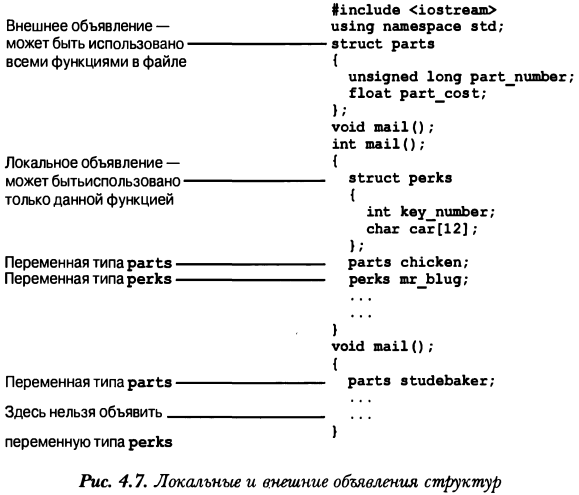 #include <iostream>
Внешнее объявление — using namespace std;
может быть использовано struct parts
всеми функциями в файле {
unsigned long part_number;
float part_cost;
};
void mail();
int mail();
Локальное объявление — {
может бытьиспользовано struct perks
только данной функцией {
int key_number;
char car[12];
};
Переменная типа parts parts chicken;
Переменная типа perks perks mr_blug;
...
...
}
void mail();
{
Переменная типа parts parts studebaker;
...
Здесь нельзя объявить ...
переменную типа perks }
Рис. 4.7. Локальные и внешние объявления структур